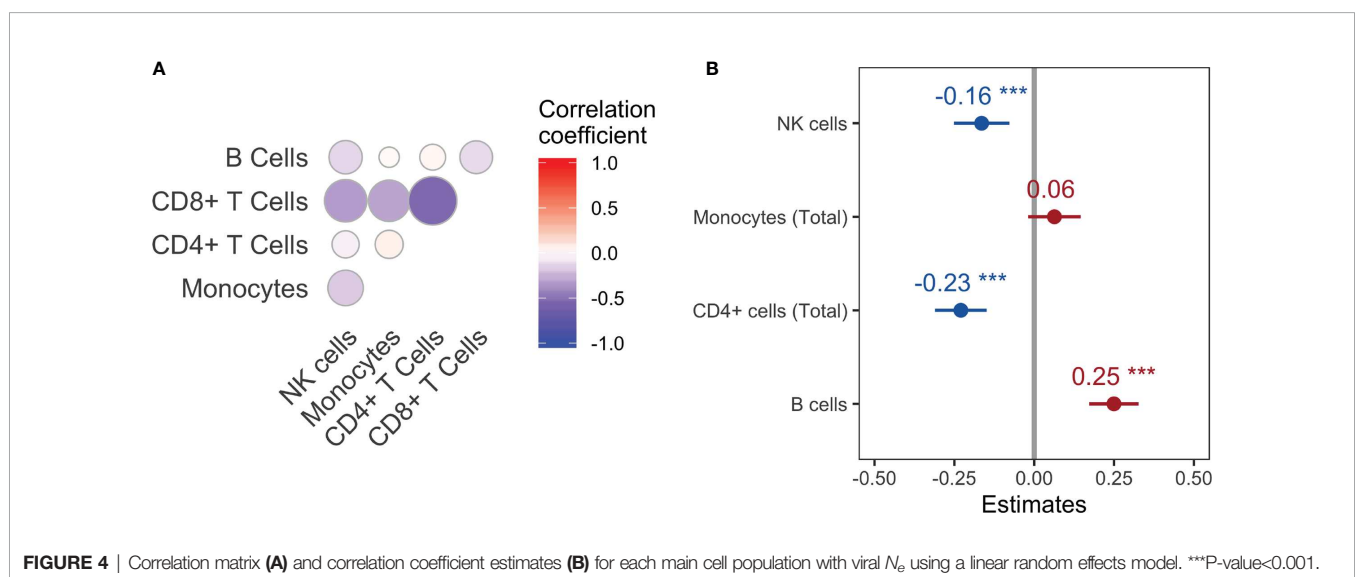 A
B Cells
CD8+ T Cells
CD4+ T Cells
Monocytes
NK cells
Monocytes
CD4+ T Cells
CD8+ T Cells
Correlation
coefficient
1.0
0.5
0.0
-0.5
-1.0
B
NK cells
Monocytes (Total)
CD4+ cells (Total)
B cells
-0.16 ***
0.06
-0.23 ***
0.25 ***
-0.50 -0.25 0.00 0.25 0.50
Estimates
FIGURE 4 | Correlation matrix (A) and correlation coefficient estimates (B) for each main cell population with viral Ne using a linear random effects model. ***P-value<0.001.